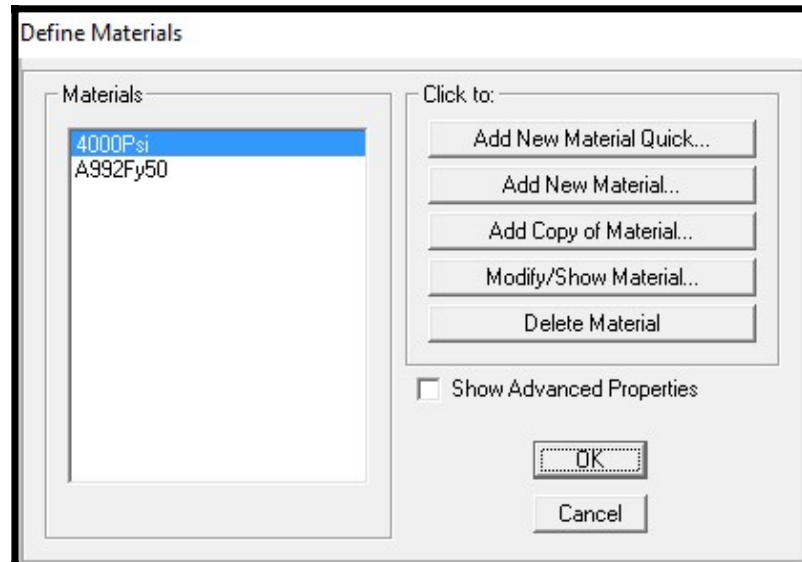 Define Materials
Materials
4000Psi
A992Fy50
Click to:
Add New Material Quick...
Add New Material...
Add Copy of Material...
Modify/Show Material...
Delete Material
Show Advanced Properties
OK
Cancel